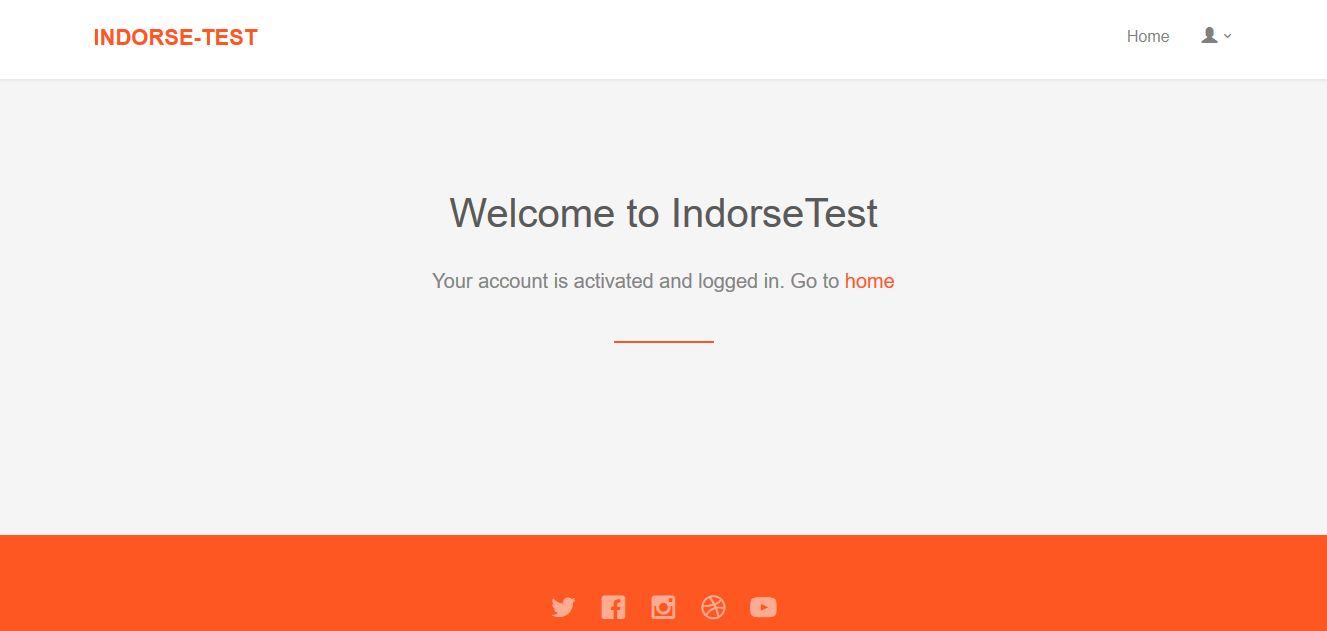 INDORSE-TEST
Home
Welcome to IndorseTest
Your account is activated and logged in. Go to home